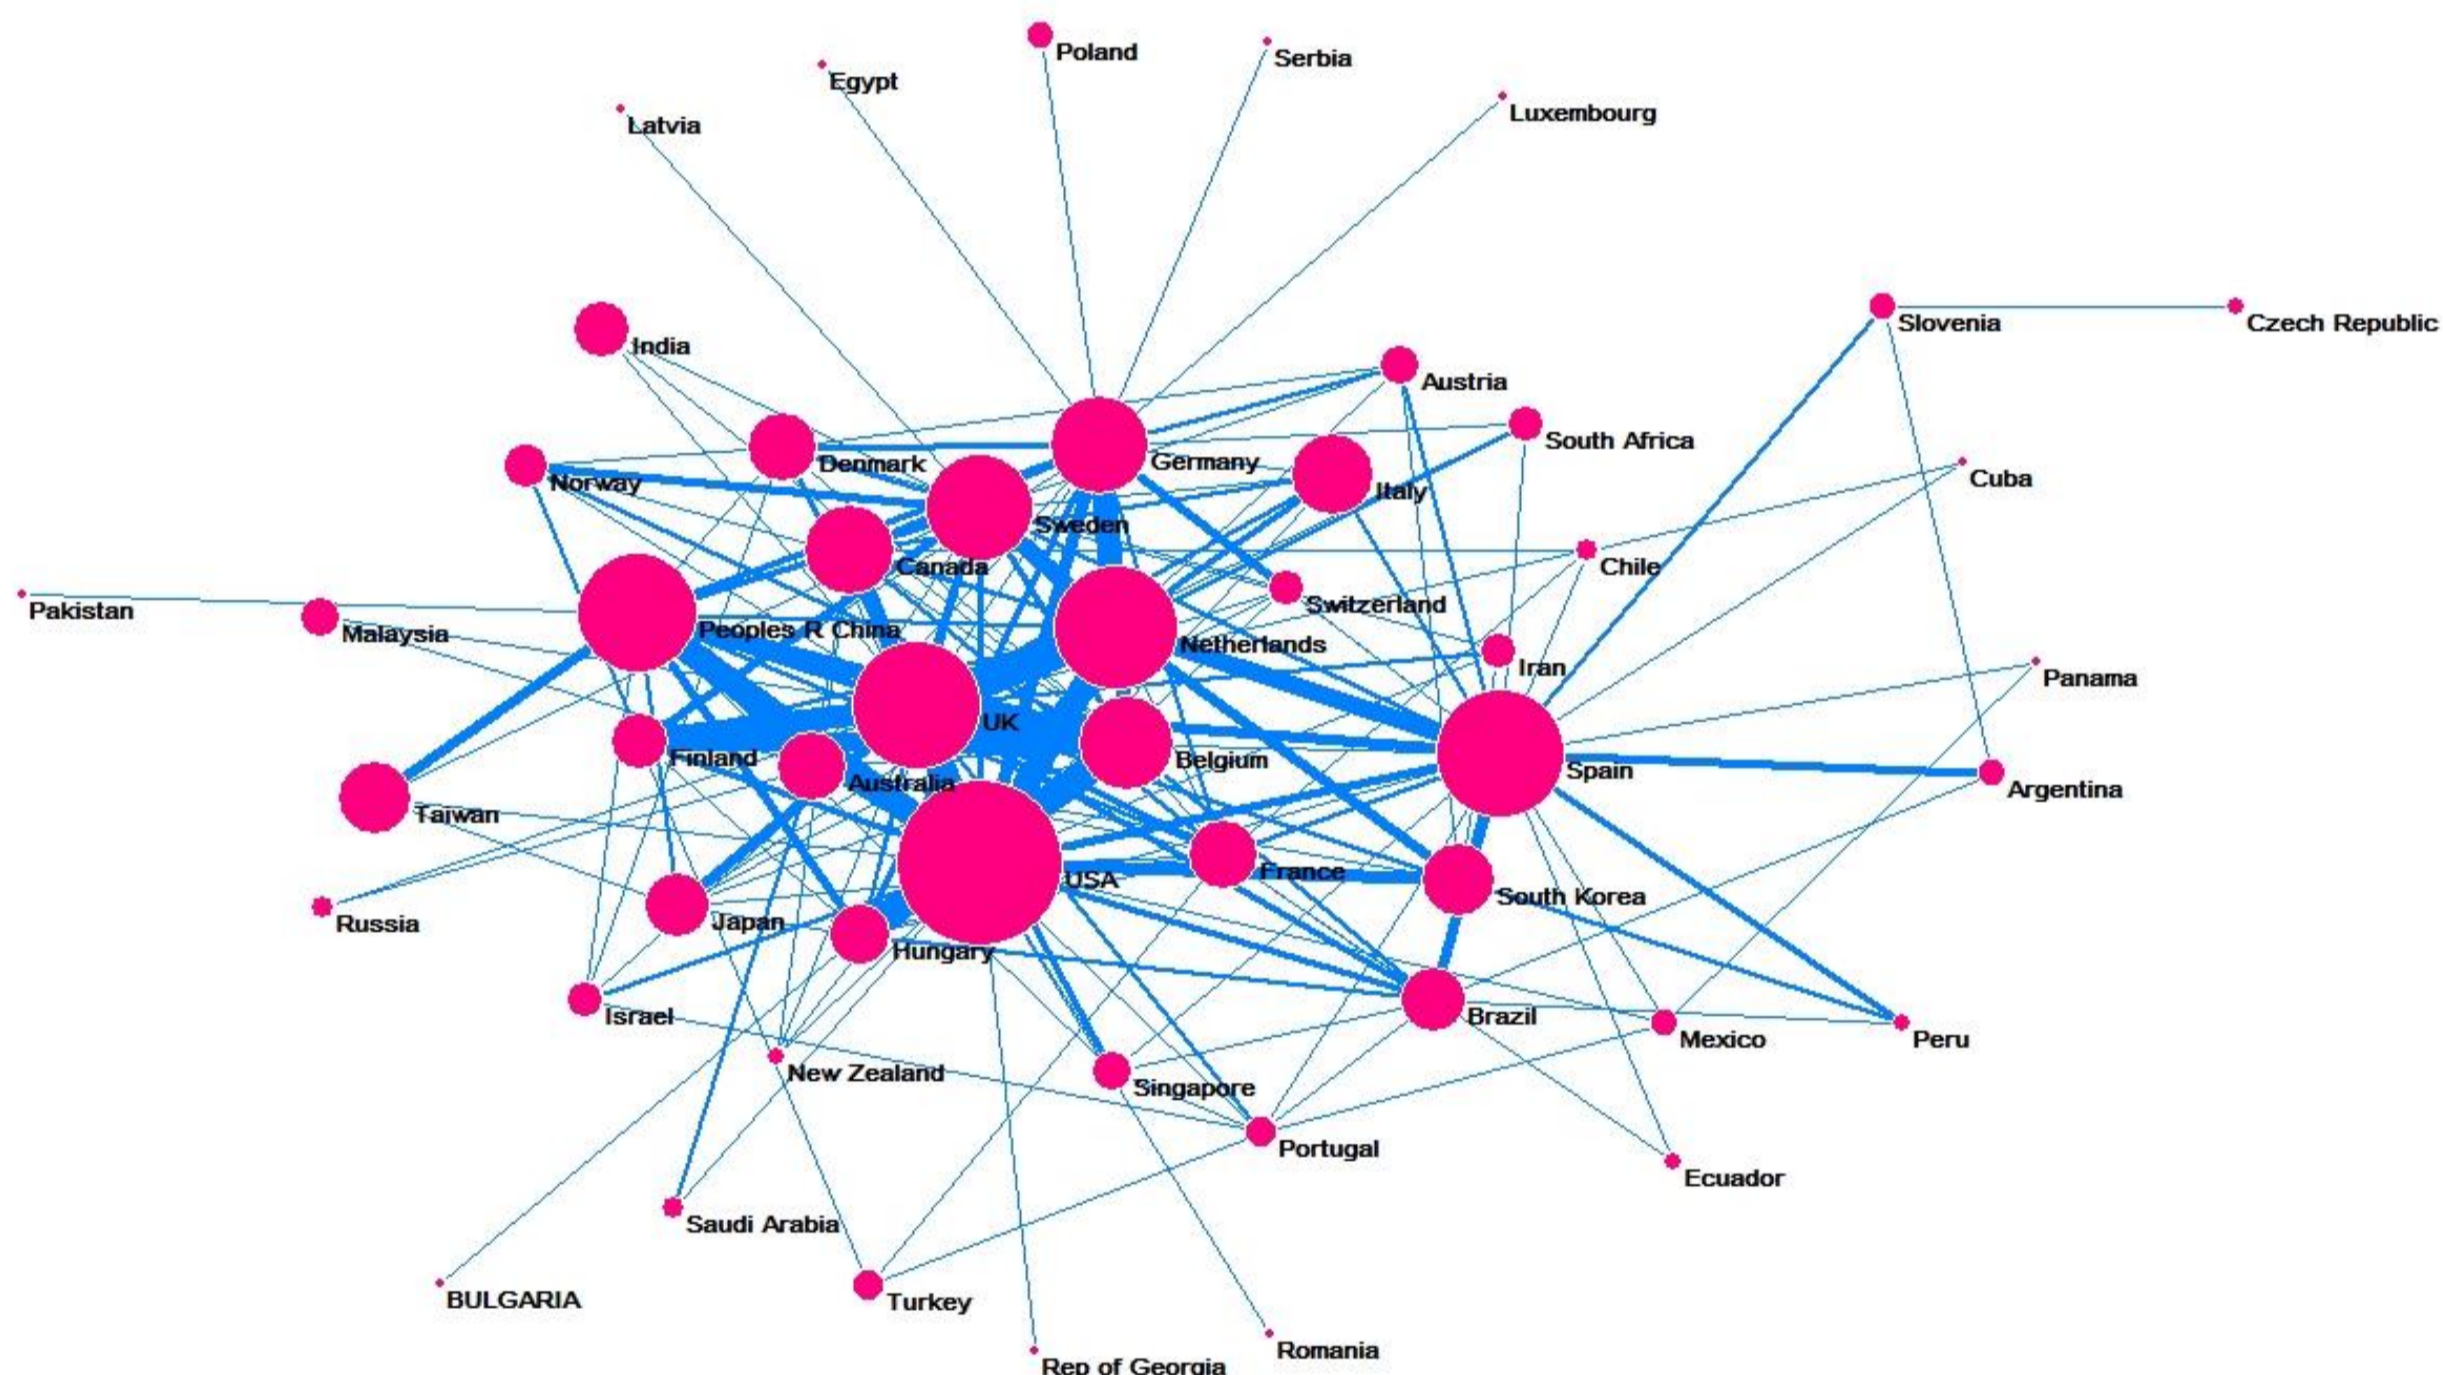 Poland
Serbia
Egypt
Luxembourg
Latvia
Slovenia
Czech Republic
India
Austria
South Africa
Denmark
Germany
Cuba
Norway
Italy
Sweden
Canada
Chile
Switzerland
Pakistan
Peoples R China
Malaysia
Netherlands
Iran
Panama
UK
Finland
Belgium
Spain
Australia
Argentina
Taiwan
France
USA
South Korea
Russia
Japan
Hungary
Israel
Brazil
Mexico
Peru
New Zealand
Singapore
Portugal
Ecuador
Saudi Arabia
BULGARIA
Turkey
Romania
Rep of Georgia